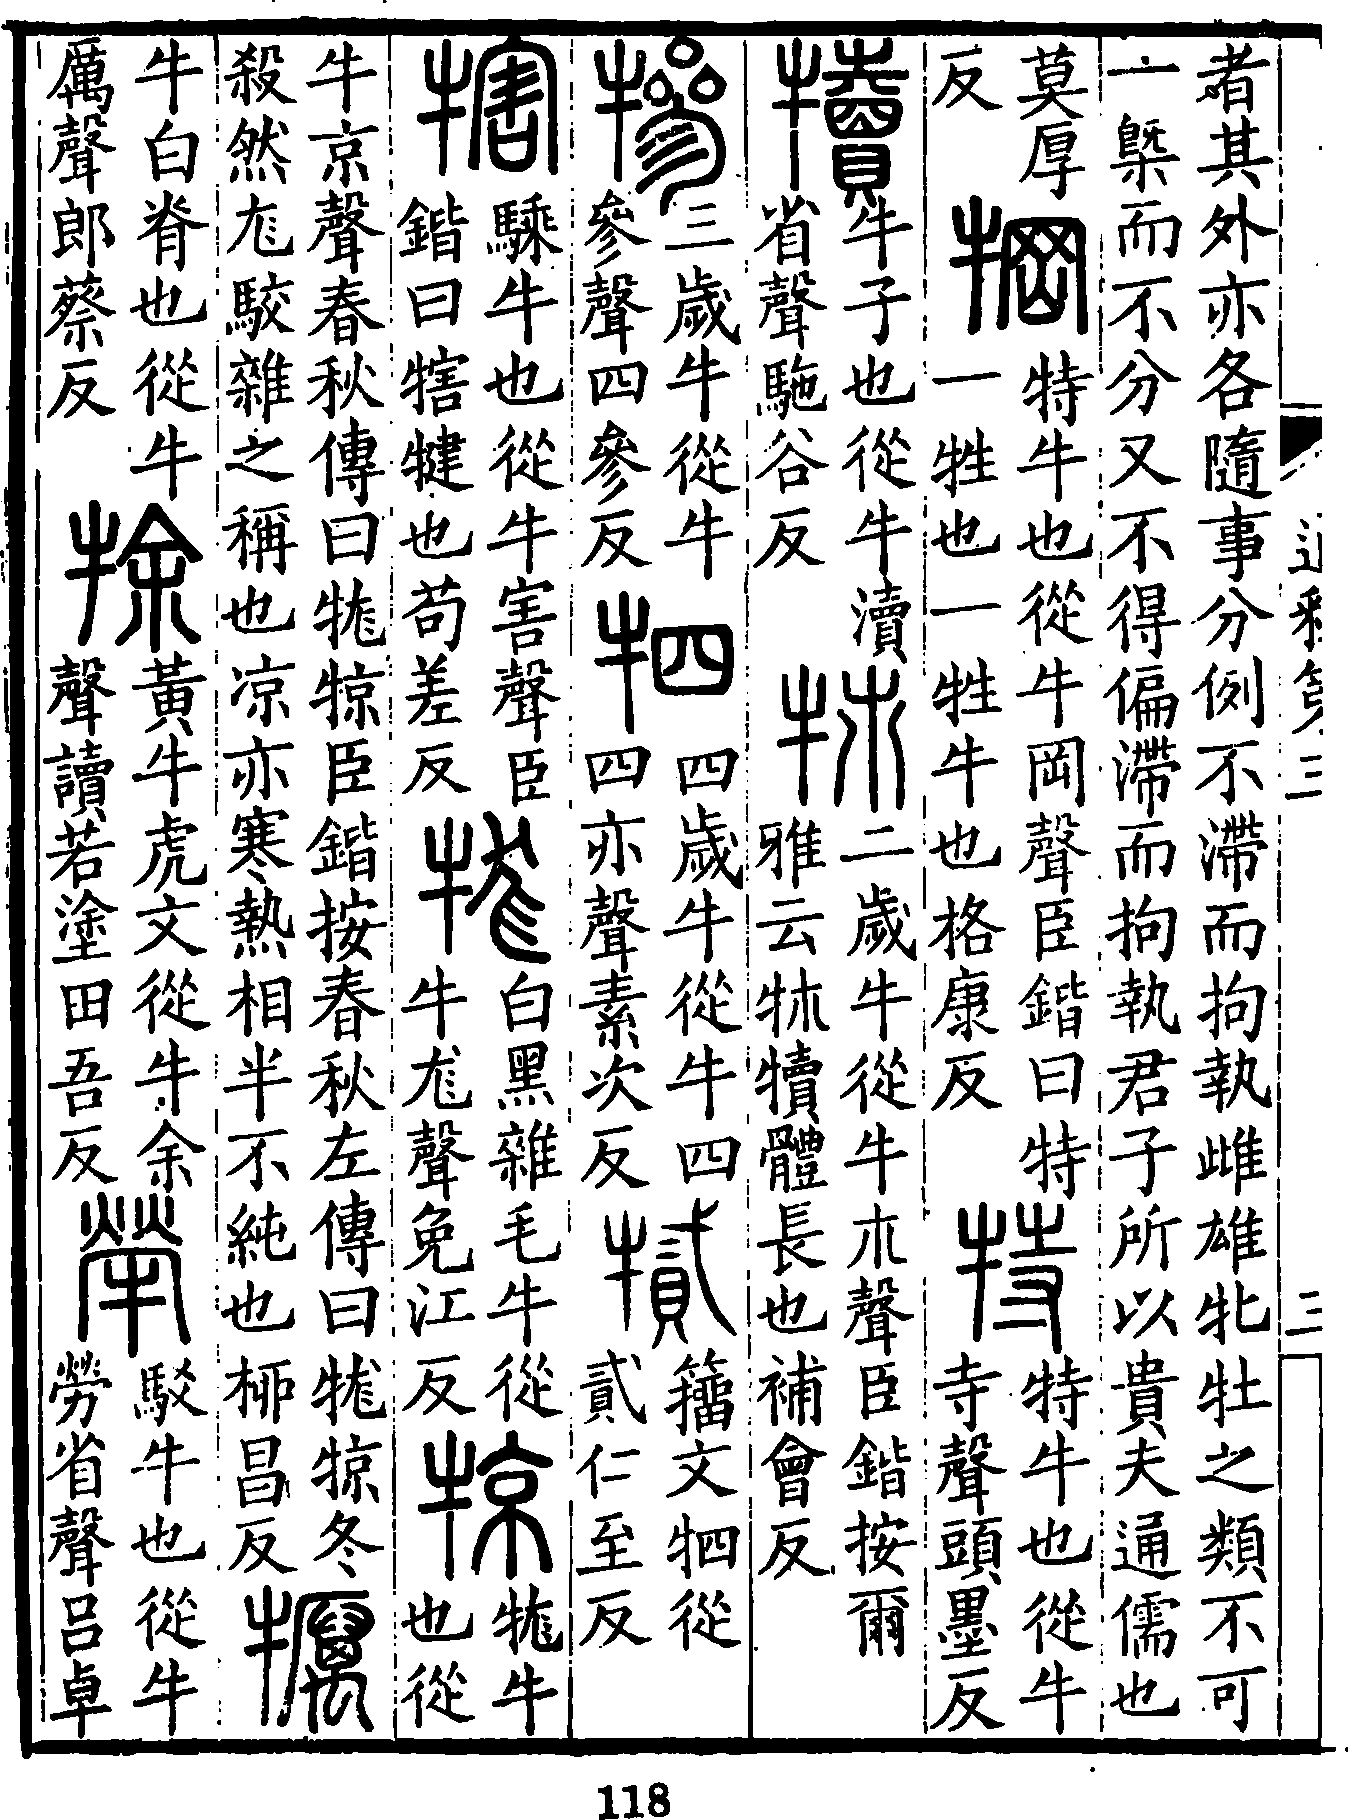 通釋第三
三
者其外亦各隨事分例不滯而拘執雌雄牝牡之類不可
一槩而不分又不得偏滯而拘執君子所以貴夫通儒也
莫厚
反
犅
特牛也從牛岡聲臣鍇曰特
一牲也一牲牛也格康反
特
特牛也從牛
寺聲頭墨反
犢
牛子也從牛瀆
省聲馳谷反
㸬
二歲牛從牛𣎵聲臣鍇按爾
雅云㸬犢體長也補會反
犙
三歲牛從牛
參聲四參反
牭
四歲牛從牛四
四亦聲素次反
籒文牭從
貳仁至反
犗
騬牛也從牛害聲臣
鍇曰犗犍也苟差反
牻
白黑雜毛牛從
牛尨聲免江反
㹁
牻牛
也從
牛京聲春秋傳曰牻㹁臣鍇按春秋左傳曰牻㹁冬
殺然尨駮雜之稱也凉亦寒熱相半不純也桺昌反
犡
牛白脊也從牛
厲聲郎蔡反
㹎
黃牛虎文從牛余
聲讀若塗田吾反
犖
駁牛也從牛
勞省聲呂卓
118